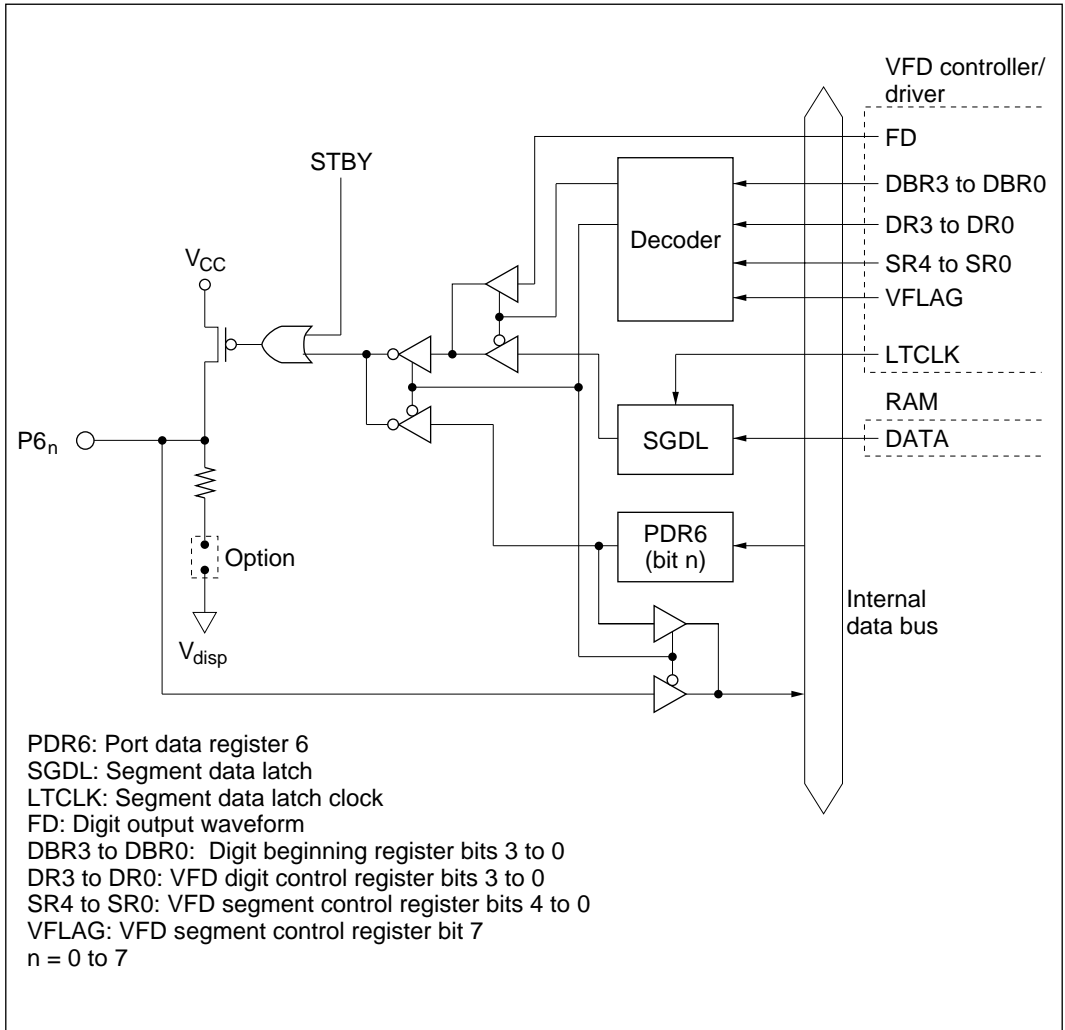 VFD controller/
driver
FD
STBY
DBR3 to DBR0
Decoder
DR3 to DR0
VCC
SR4 to SR0
VFLAG
LTCLK
RAM
P6n
SGDL
DATA
PDR6
(bit n)
Option
Internal
data bus
Vdisp
PDR6: Port data register 6
SGDL: Segment data latch
LTCLK: Segment data latch clock
FD: Digit output waveform
DBR3 to DBR0:  Digit beginning register bits 3 to 0
DR3 to DR0: VFD digit control register bits 3 to 0
SR4 to SR0: VFD segment control register bits 4 to 0
VFLAG: VFD segment control register bit 7
n = 0 to 7